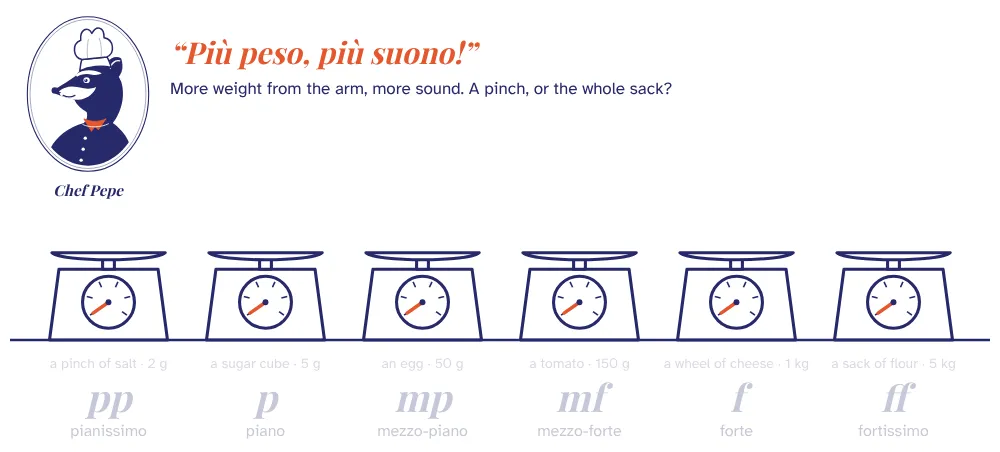 “Più peso, più suono!”
More weight from the arm, more sound. A pinch, or the whole sack?
Chef Pepe
a pinch of salt · 2 g
a sugar cube · 5 g
an egg · 50 g
a tomato · 150 g
a wheel of cheese · 1 kg
a sack of flour · 5 kg
pp
p
mp
mf
f
ff
pianissimo
piano
mezzo-piano
mezzo-forte
forte
fortissimo